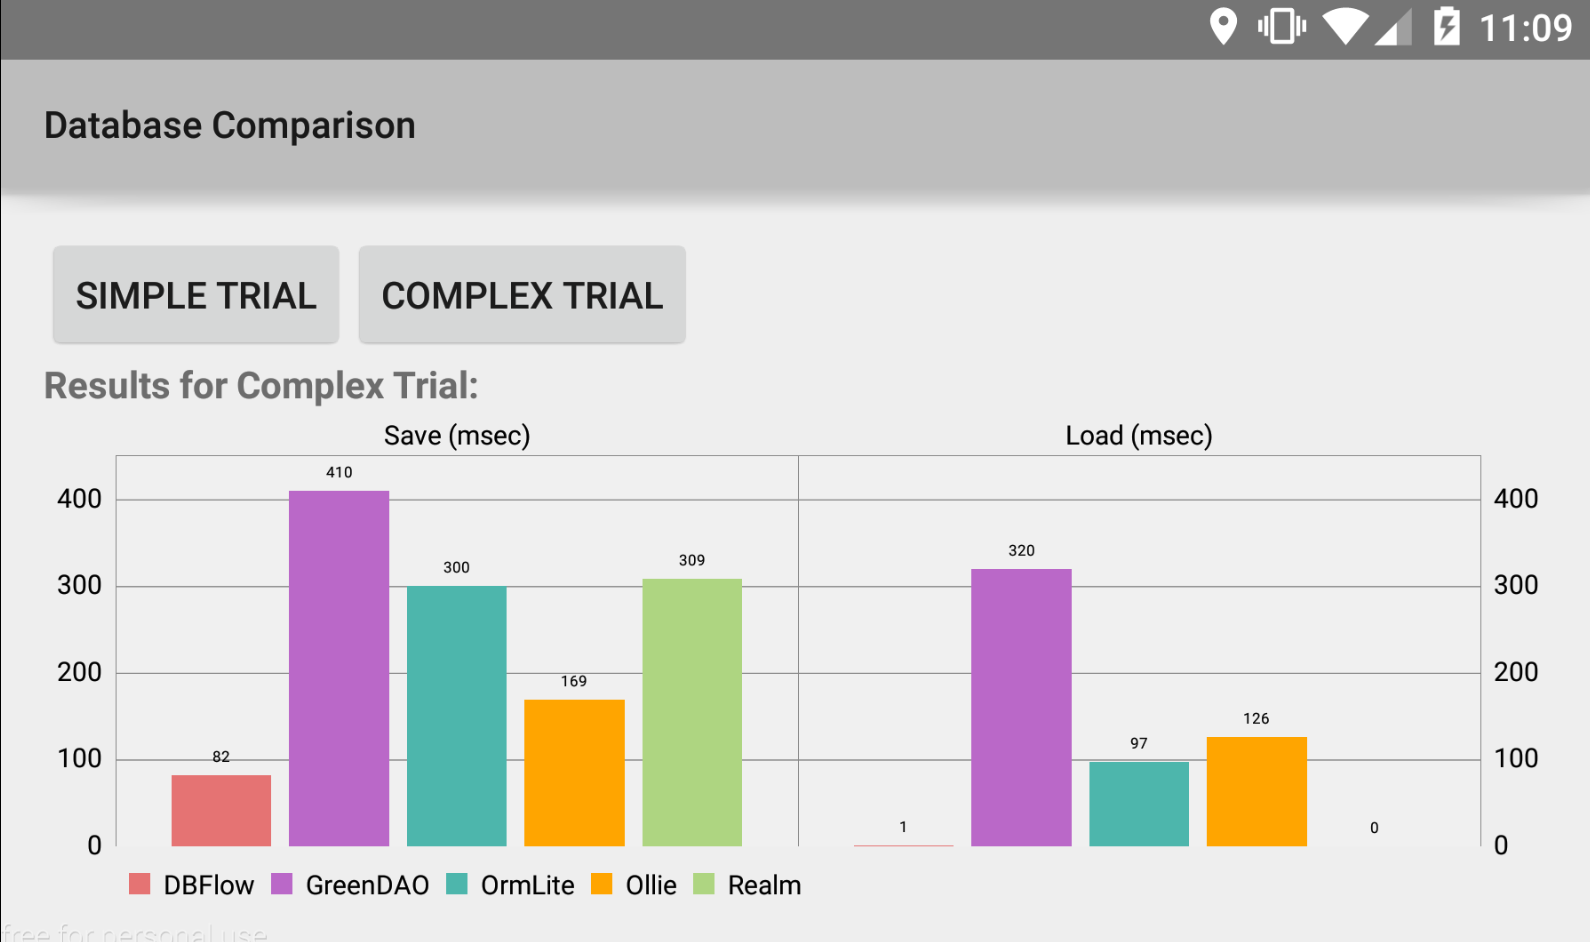 11:09
Database Comparison
SIMPLE TRIAL COMPLEX TRIAL
Results for Complex Trial:
Save (msec) Load (msec)
410
400 400
320
309
300
300 300
200 200
169
126
97
82
100 100
1 0
0 0
DBFlow GreenDAO OrmLite Ollie Realm
free for personal use